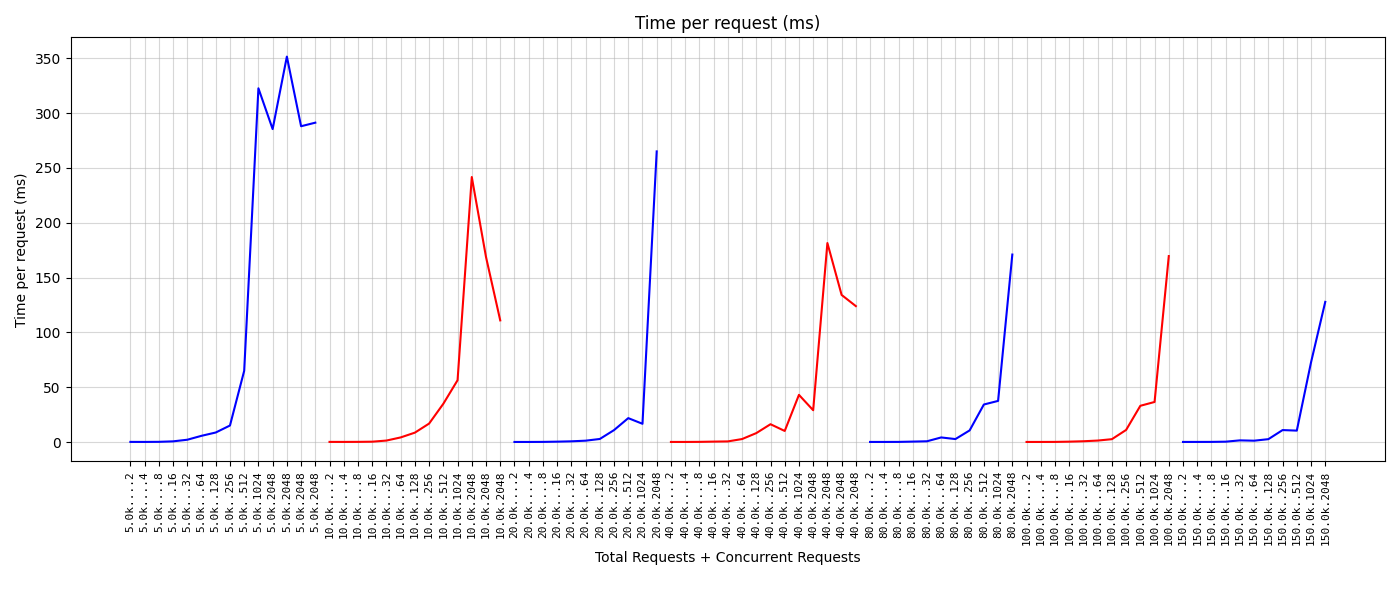 Time per request (ms)
350
300
250
200
150
100
50
0
Time per request (ms)
5.0k....2
5.0k....4
5.0k....8
5.0k...16
5.0k...32
5.0k...64
5.0k..128
5.0k..256
5.0k..512
5.0k.1024
5.0k.2048
5.0k.2048
5.0k.2048
5.0k.2048
10.0k....2
10.0k....4
10.0k....8
10.0k...16
10.0k...32
10.0k...64
10.0k..128
10.0k..256
10.0k..512
10.0k.1024
10.0k.2048
10.0k.2048
10.0k.2048
20.0k....2
20.0k....4
20.0k....8
20.0k...16
20.0k...32
20.0k...64
20.0k..128
20.0k..256
20.0k..512
20.0k.1024
20.0k.2048
40.0k....2
40.0k....4
40.0k....8
40.0k...16
40.0k...32
40.0k...64
40.0k..128
40.0k..256
40.0k..512
40.0k.1024
40.0k.2048
40.0k.2048
40.0k.2048
40.0k.2048
80.0k....2
80.0k....4
80.0k....8
80.0k...16
80.0k...32
80.0k...64
80.0k..128
80.0k..256
80.0k..512
80.0k.1024
80.0k.2048
100.0k....2
100.0k....4
100.0k....8
100.0k...16
100.0k...32
100.0k...64
100.0k..128
100.0k..256
100.0k..512
100.0k.1024
100.0k.2048
150.0k....2
150.0k....4
150.0k....8
150.0k...16
150.0k...32
150.0k...64
150.0k..128
150.0k..256
150.0k..512
150.0k.1024
150.0k.2048
Total Requests + Concurrent Requests